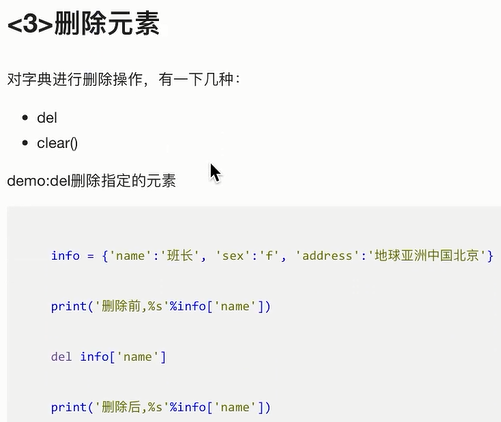 <3>删除元素
对字典进行删除操作，有一下几种：
del
clear()
demo:del删除指定的元素
info = {'name':'班长', 'sex':'f', 'address':'地球亚洲中国北京'}
print('删除前,%s'%info['name'])
del info['name']
print('删除后,%s'%info['name'])